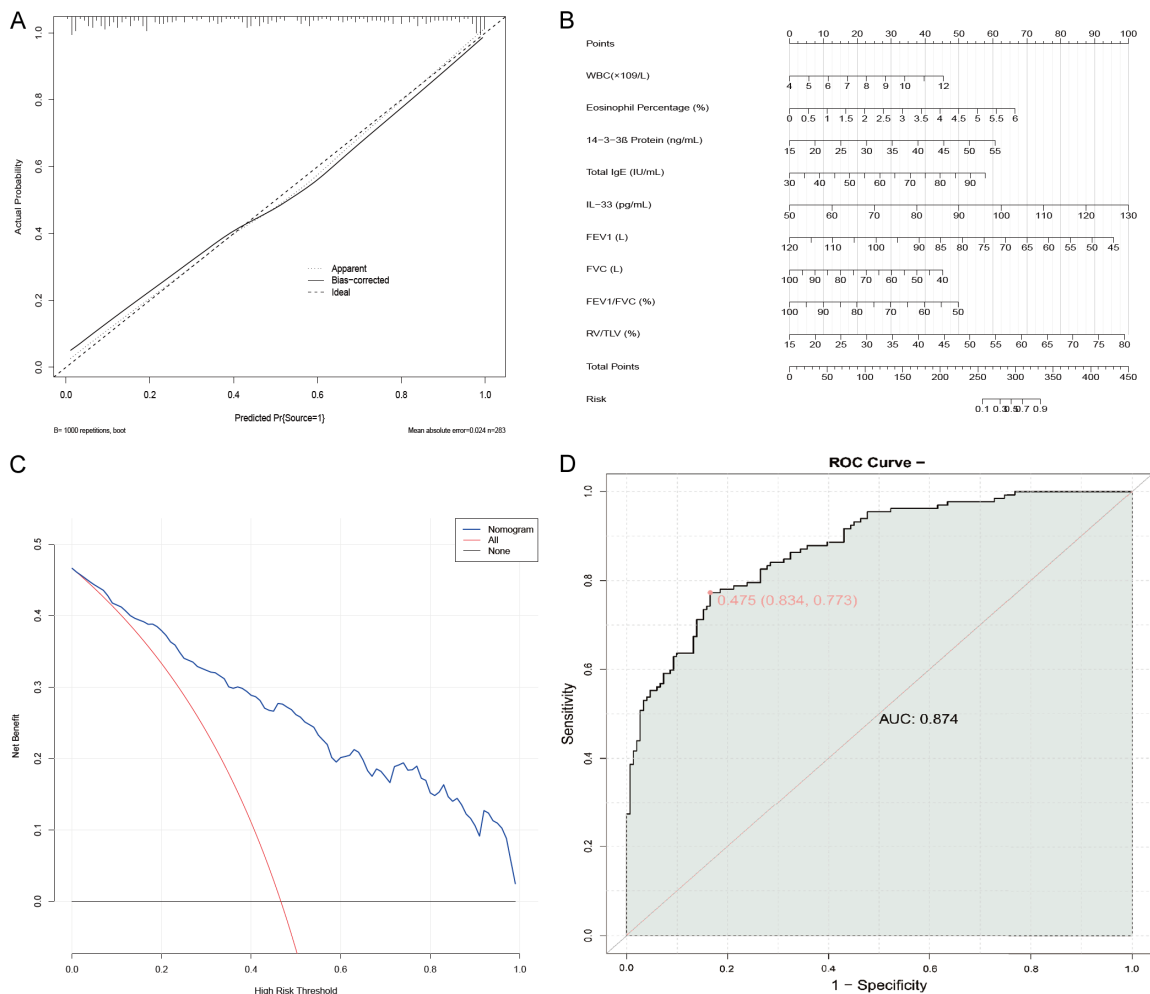 A
1.0
0.8
0.6
0.4
0.2
0.0
Actual Probability
Apparent
Bias−corrected
Ideal
0.0 0.2 0.4 0.6 0.8 1.0
Predicted Pr{Source=1}
B= 1000 repetitions, boot
Mean absolute error=0.024 n=283
B
Points
0 10 20 30 40 50 60 70 80 90 100
WBC(×109/L)
4 5 6 7 8 9 10 12
Eosinophil Percentage (%)
0 0.5 1 1.5 2 2.5 3 3.5 4 4.5 5 5.5 6
14−3−3ß Protein (ng/mL)
15 20 25 30 35 40 45 50 55
Total IgE (IU/mL)
30 40 50 60 70 80 90
IL−33 (pg/mL)
50 60 70 80 90 100 110 120 130
FEV1 (L)
120 110 100 90 85 80 75 70 65 60 55 50 45
FVC (L)
100 90 80 70 60 50 40
FEV1/FVC (%)
100 90 80 70 60 50
RV/TLV (%)
15 20 25 30 35 40 45 50 55 60 65 70 75 80
Total Points
0 50 100 150 200 250 300 350 400 450
Risk
0.1 0.3 0.5 0.7 0.9
C
Nomogram
All
None
0.5
0.4
0.3
0.2
0.1
0.0
Net Benefit
0.0 0.2 0.4 0.6 0.8 1.0
High Risk Threshold
D
ROC Curve −
1.0
0.8
0.6
0.4
0.2
0.0
Sensitivity
0.475 (0.834, 0.773)
AUC: 0.874
0.0 0.2 0.4 0.6 0.8 1.0
1 − Specificity